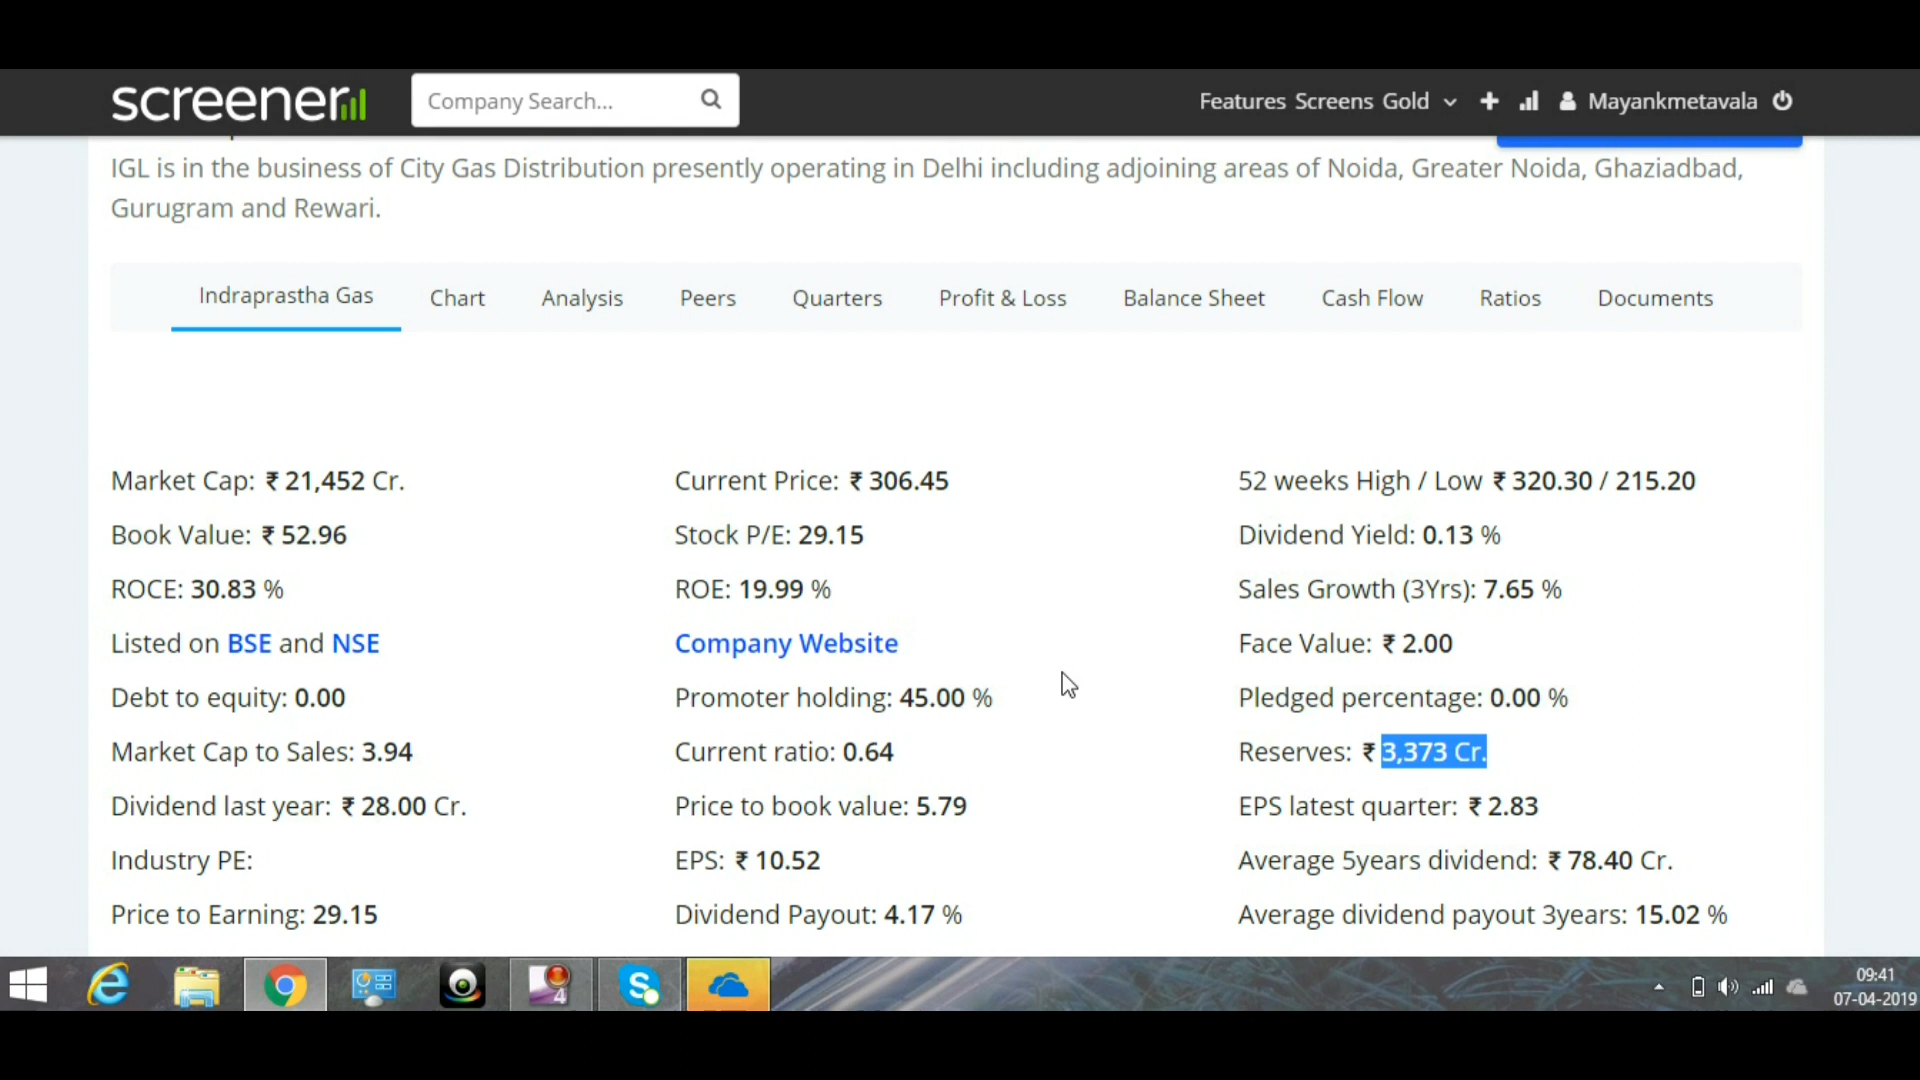 screener
Company Search...
Features Screens Gold
Mayankmetavala
IGL is in the business of City Gas Distribution presently operating in Delhi including adjoining areas of Noida, Greater Noida, Ghaziadbad,
Gurugram and Rewari.
Indraprastha Gas Chart Analysis Peers Quarters Profit & Loss Balance Sheet Cash Flow Ratios Documents
Market Cap: ₹ 21,452 Cr. Current Price: ₹ 306.45 52 weeks High / Low ₹ 320.30 / 215.20
Book Value: ₹ 52.96 Stock P/E: 29.15 Dividend Yield: 0.13 %
ROCE: 30.83 % ROE: 19.99 % Sales Growth (3Yrs): 7.65 %
Listed on BSE and NSE Company Website Face Value: ₹ 2.00
Debt to equity: 0.00 Promoter holding: 45.00 % Pledged percentage: 0.00 %
Market Cap to Sales: 3.94 Current ratio: 0.64 Reserves: ₹ 3,373 Cr.
Dividend last year: ₹ 28.00 Cr. Price to book value: 5.79 EPS latest quarter: ₹ 2.83
Industry PE: EPS: ₹ 10.52 Average 5years dividend: ₹ 78.40 Cr.
Price to Earning: 29.15 Dividend Payout: 4.17 % Average dividend payout 3years: 15.02 %
4
09:41
07-04-2019